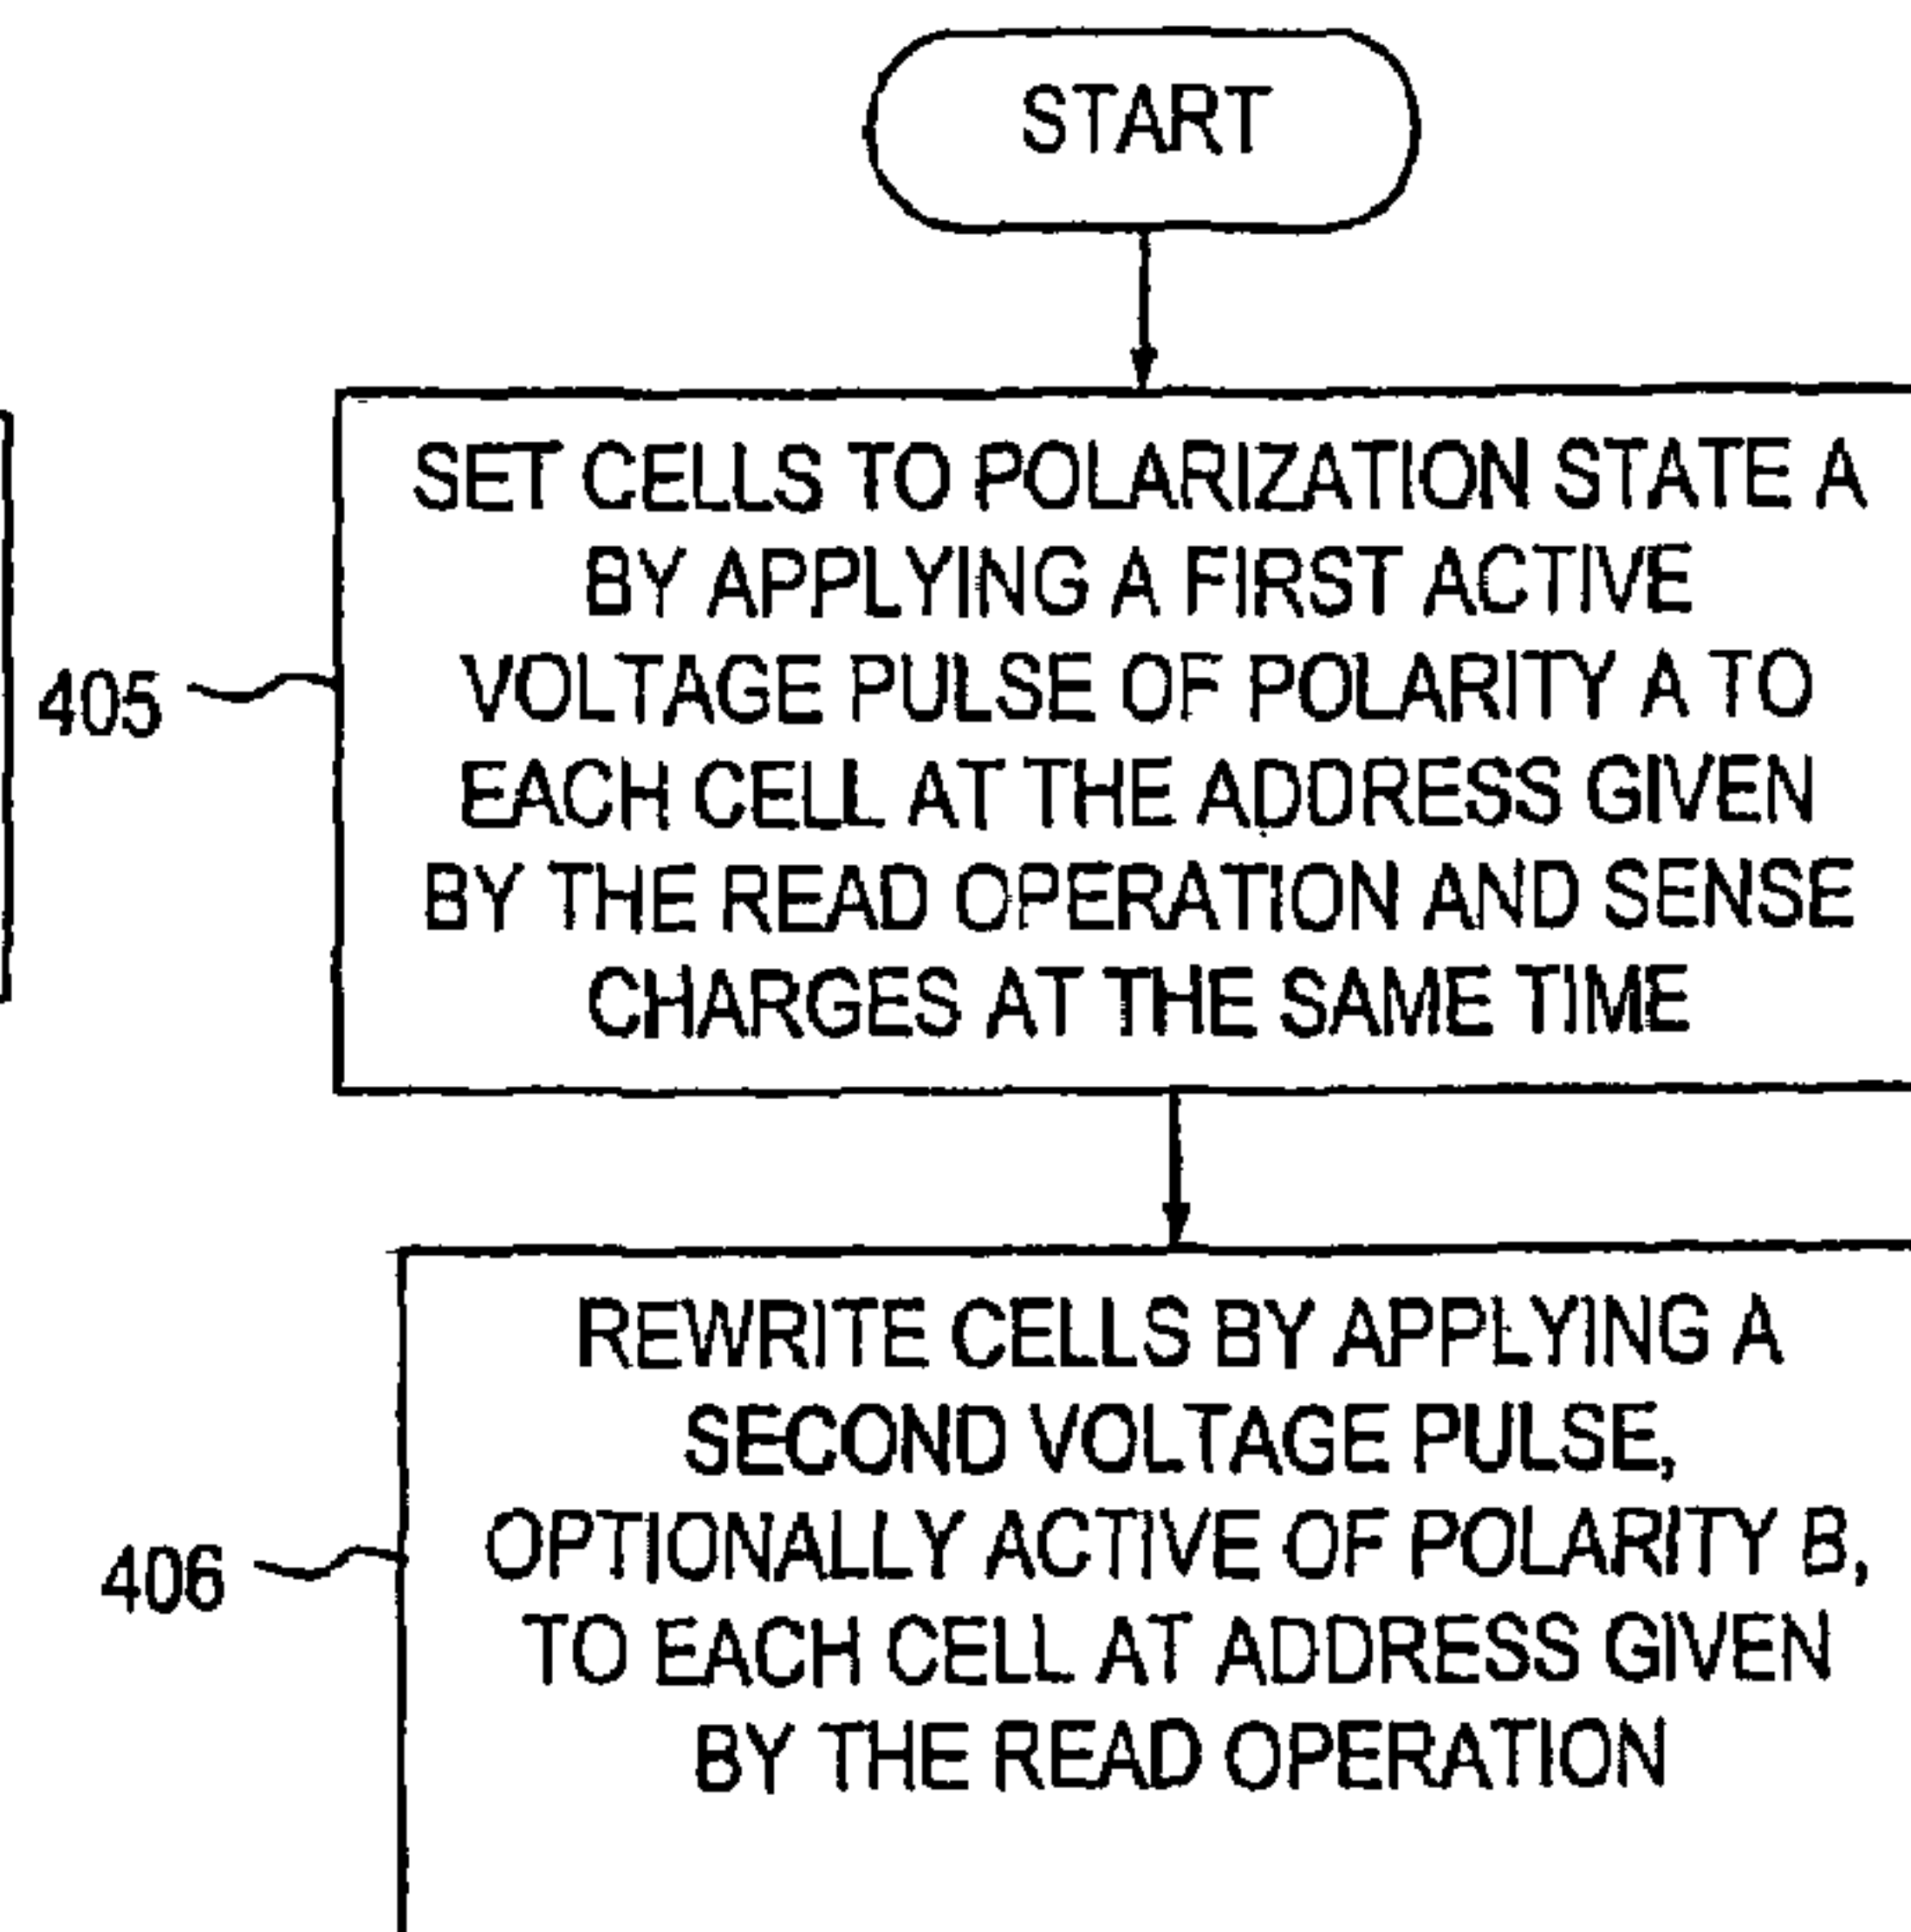 START
SET CELLS TO POLARIZATION STATE A
BY APPLYING A FIRST ACTIVE
VOLTAGE PULSE OF POLARITY A TO
EACH CELL AT THE ADDRESS GIVEN
BY THE READ OPERATION AND SENSE
CHARGES AT THE SAME TIME
405
REWRITE CELLS BY APPLYING A
SECOND VOLTAGE PULSE,
OPTIONALLY ACTIVE OF POLARITY B,
TO EACH CELL AT ADDRESS GIVEN
BY THE READ OPERATION
406